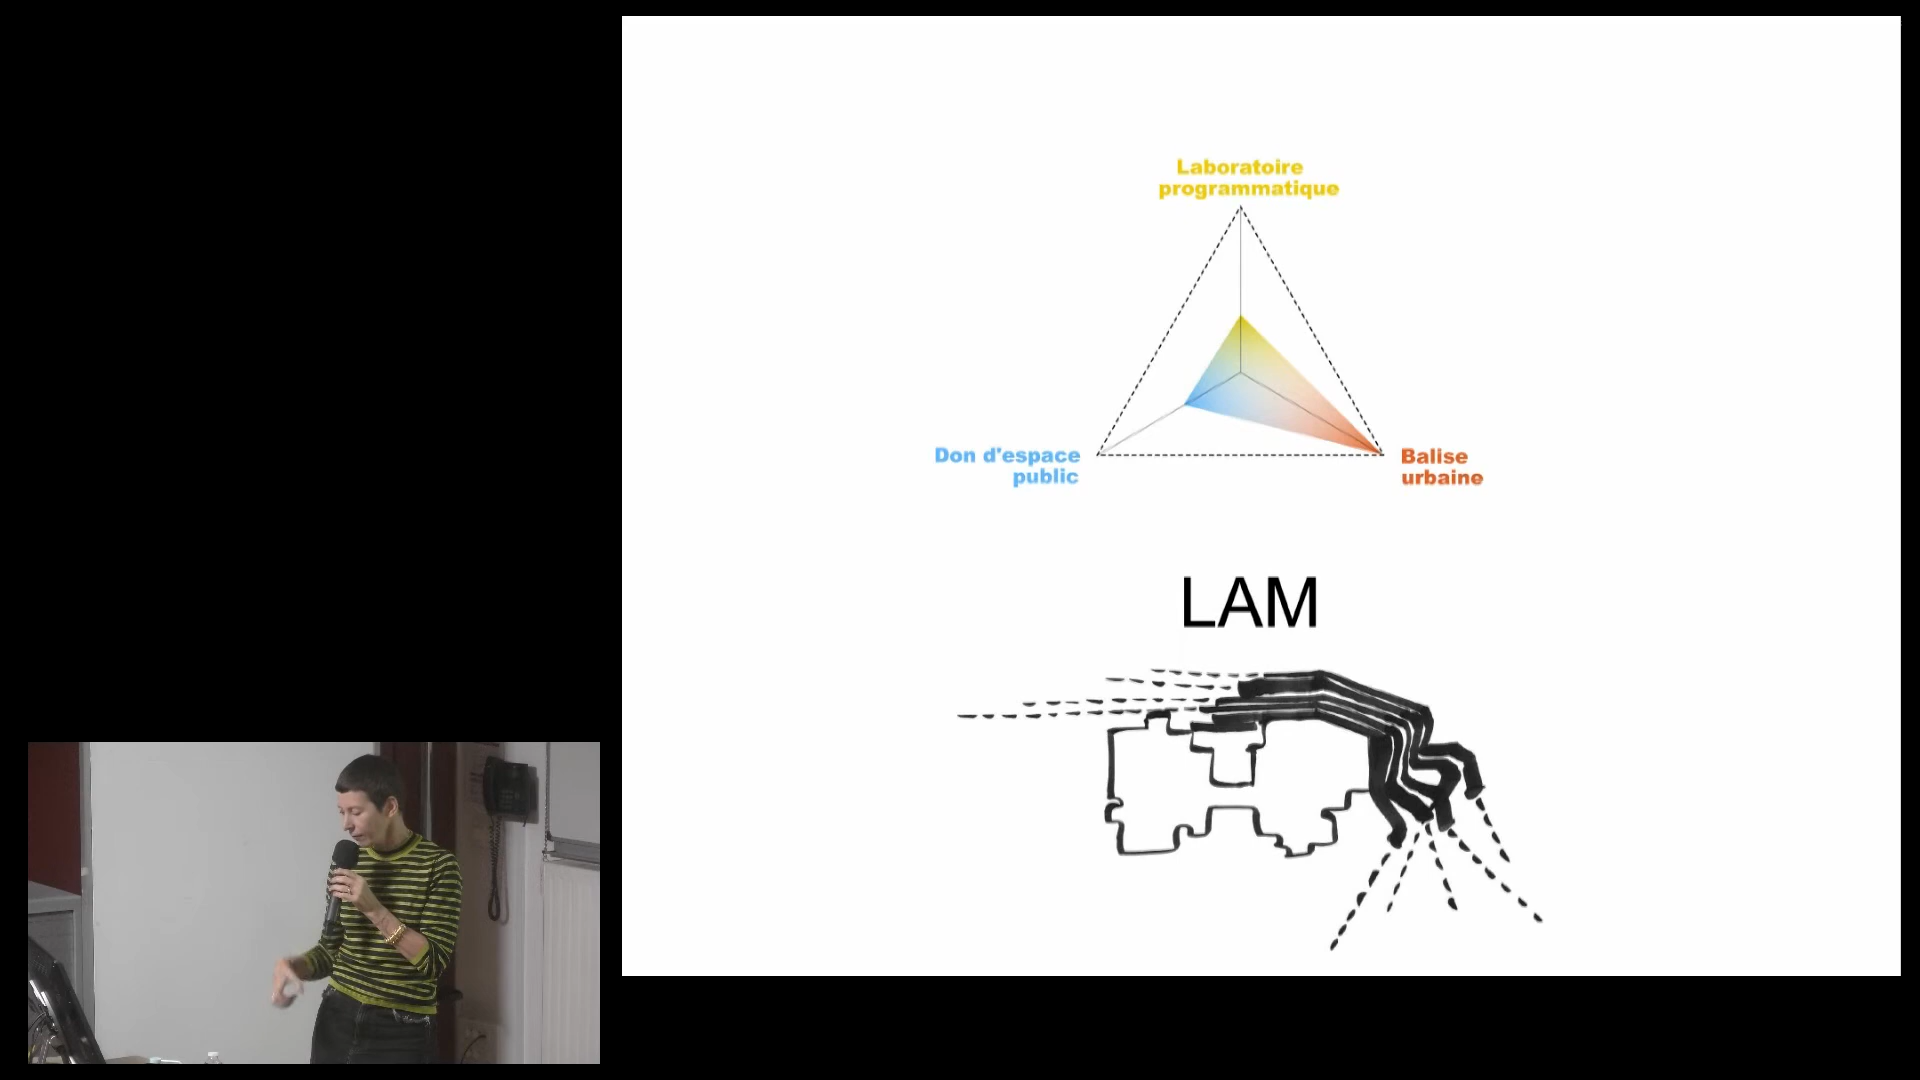 Laboratoire
programmatique
Don d'espace
public
Balise
urbaine
LAM